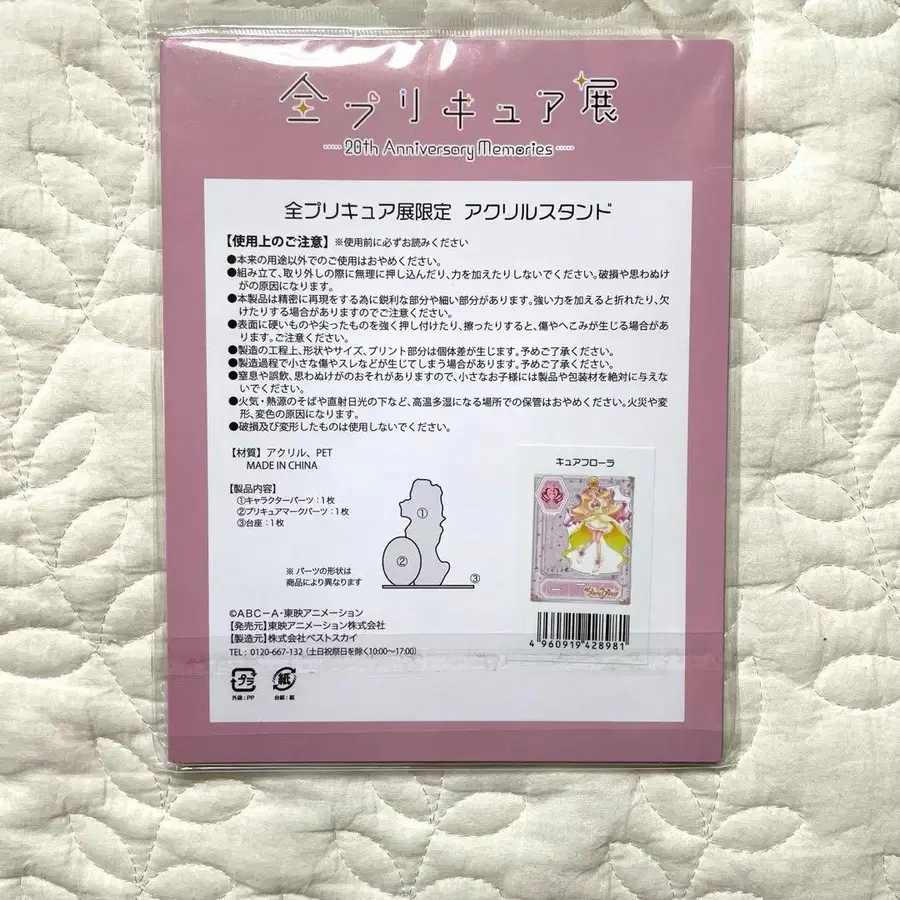 全プリキュア展
20th Anniversary Memories
全プリキュア展限定 アクリルスタンド
【使用上のご注意】 ※使用前に必ずお読みください
●本来の用途以外でのご使用はおやめください。
●組み立て、取り外しの際に無理に押し込んだり、力を加えたりしないでください。破損や思わぬけ
がの原因になります。
●本製品は精密に再現をする為に鋭利な部分や細い部分があります。強い力を加えると折れたり、欠
けたりする場合がありますのでご注意ください。
●表面に硬いものや尖ったものを強く押し付けたり、擦ったりすると、傷やへこみが生じる場合があ
ります。ご注意ください。
●製造の工程上、形状やサイズ、プリント部分は個体差が生じます。予めご了承ください。
●製造過程で小さな傷やスレなどが生じてしまう場合があります。予めご了承ください。
●窒息や誤飲、思わぬけがのおそれがありますので、小さなお子様には製品や包装材を絶対に与えな
いでください。
●火気・熱源のそばや直射日光の下など、高温多湿になる場所での保管はおやめください。火災や変
形、変色の原因になります。
●破損及び変形したものは使用しないでください。
【材質】アクリル、PET
MADE IN CHINA
【製品内容】
①キャラクターパーツ：1枚
②プリキュアマークパーツ：1枚
③台座：1枚
①
②
③
※パーツの形状は
商品により異なります
キュアフローラ
4 960919 428981
©ABC-A・東映アニメーション
【発売元】東映アニメーション株式会社
【製造元】株式会社ベストスカイ
TEL：0120-667-132（土日祝祭日を除く10:00〜17:00）
プラ
紙
外袋：PP
台紙：紙